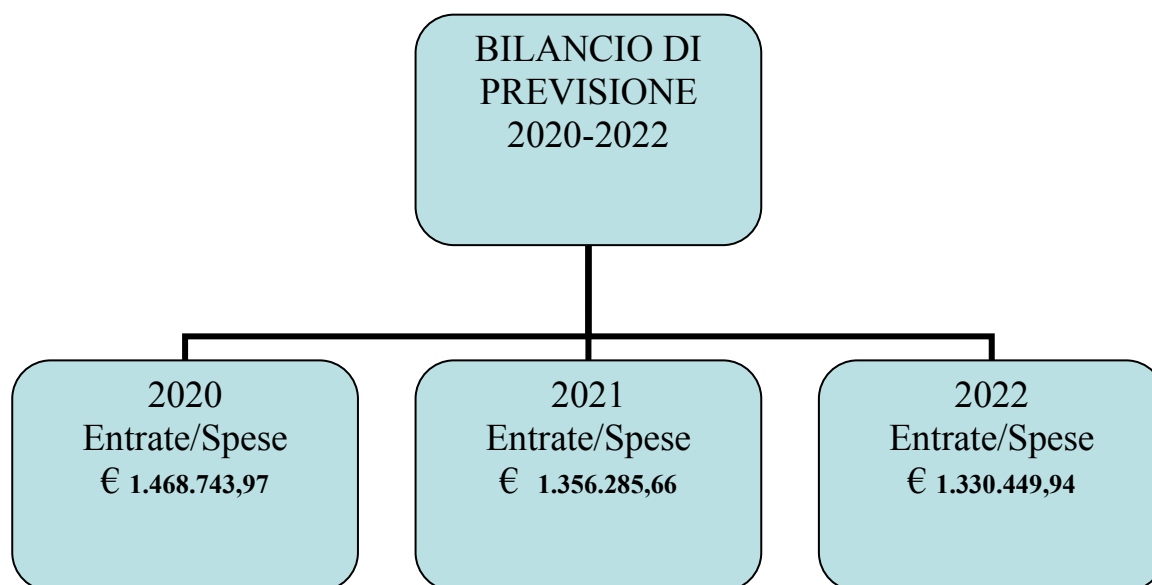 BILANCIO DI
PREVISIONE
2020-2022
2020
Entrate/Spese
€ 1.468.743,97
2021
Entrate/Spese
€ 1.356.285,66
2022
Entrate/Spese
€ 1.330.449,94